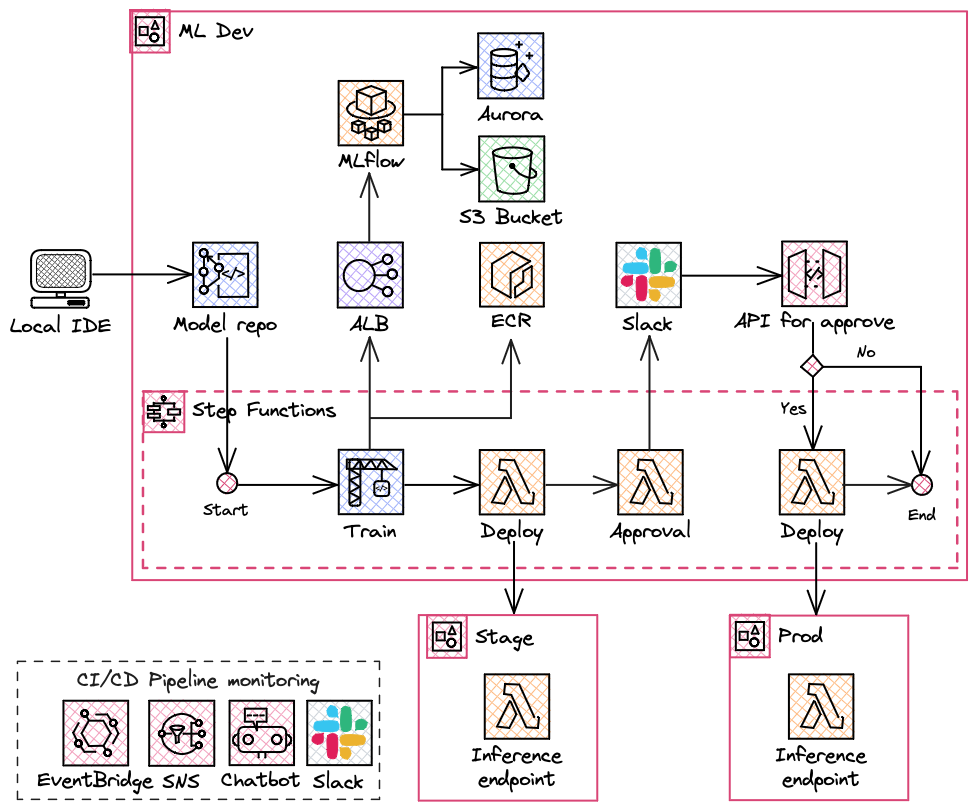 ML Dev
Aurora
MLflow
S3 Bucket
Local IDE
Model repo
</>
ALB
ECR
Slack
API for approve
</>
No
Step Functions
Yes
Start
Train
</>
Deploy
Approval
Deploy
End
Stage
Inference
endpoint
Prod
Inference
endpoint
CI/CD Pipeline monitoring
EventBridge
SNS
Chatbot
Slack